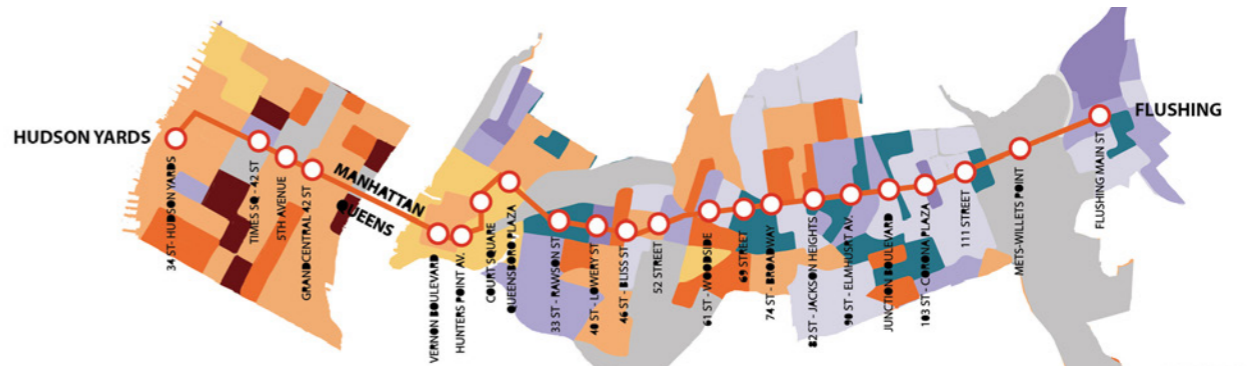 HUDSON YARDS
34 ST- HUDSON YARDS
TIMES SQ - 42 ST
5TH AVENUE
GRANDCENTRAL 42 ST
MANHATTAN
QUEENS
VERNON BOULEVARD
HUNTERS POINT AV.
COURT SQUARE
QUEENSBORO PLAZA
33 ST - RAWSON ST
40 ST - LOWERY ST
46 ST - BLISS ST
52 STREET
61 ST - WOODSIDE
69 STREET
74 ST - BROADWAY
82 ST - JACKSON HEIGHTS
90 ST - ELMHUSRT AV.
JUNCTION BOULEVARD
103 ST - CORONA PLAZA
111 STREET
METS-WILLETS POINT
FLUSHING MAIN ST
FLUSHING